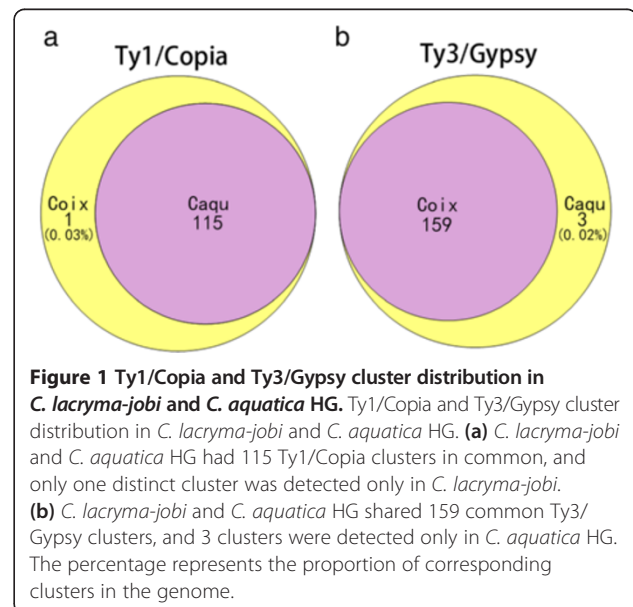 a
b
Ty1/Copia
Ty3/Gypsy
Coix
1
(0.03%)
Caqu
115
Coix
159
Caqu
3
(0.02%)
Figure 1 Ty1/Copia and Ty3/Gypsy cluster distribution in
C. lacryma-jobi and C. aquatica HG. Ty1/Copia and Ty3/Gypsy cluster
distribution in C. lacryma-jobi and C. aquatica HG. (a) C. lacryma-jobi
and C. aquatica HG had 115 Ty1/Copia clusters in common, and
only one distinct cluster was detected only in C. lacryma-jobi.
(b) C. lacryma-jobi and C. aquatica HG shared 159 common Ty3/
Gypsy clusters, and 3 clusters were detected only in C. aquatica HG.
The percentage represents the proportion of corresponding
clusters in the genome.